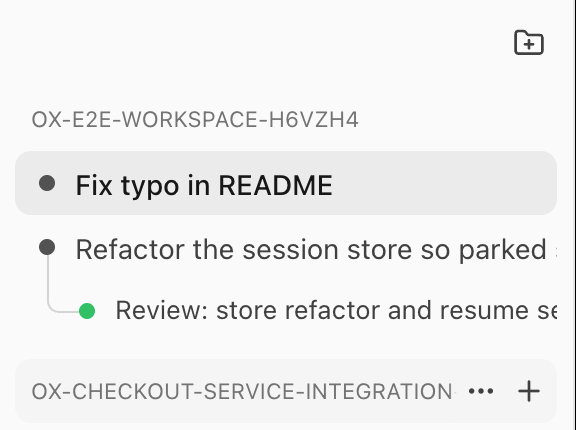 OX-E2E-WORKSPACE-H6VZH4
Fix typo in README
Refactor the session store so parked
Review: store refactor and resume se
OX-CHECKOUT-SERVICE-INTEGRATION